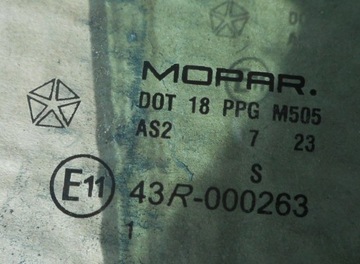 MOPAR.
DOT 18 PPG M505
AS2 7 23
S
E11 43R-000263
1